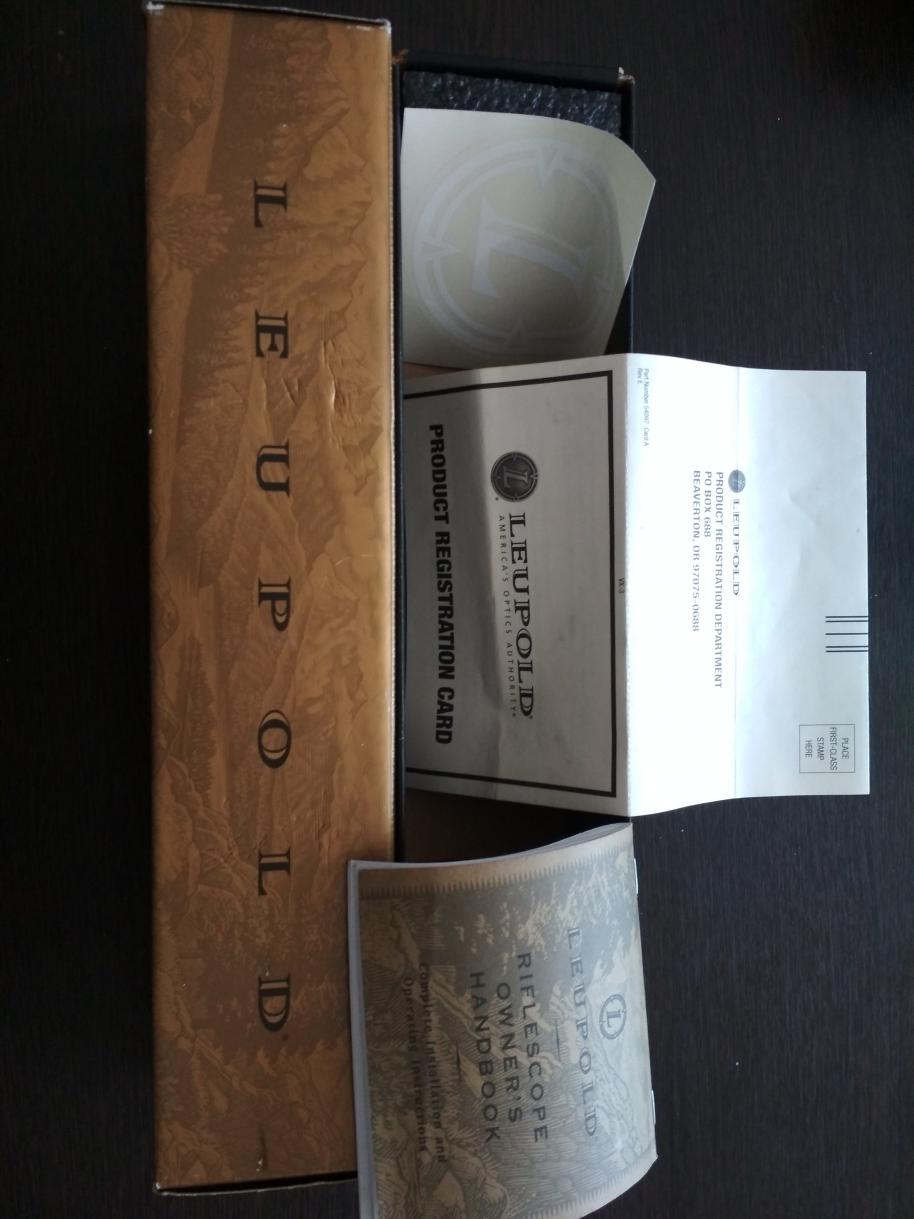 LEUPOLD®
Part Number 54097 Card A
Rev E
LEUPOLD
PRODUCT REGISTRATION DEPARTMENT
PO BOX 688
BEAVERTON, OR 97075-0688
PLACE
FIRST-CLASS
STAMP
HERE
VX-3
L
LEUPOLD®
AMERICA'S OPTICS AUTHORITY®
PRODUCT REGISTRATION CARD
L
L
LEUPOLD
RIFLESCOPE
OWNER'S
HANDBOOK
Complete Installation and
Operating Instructions